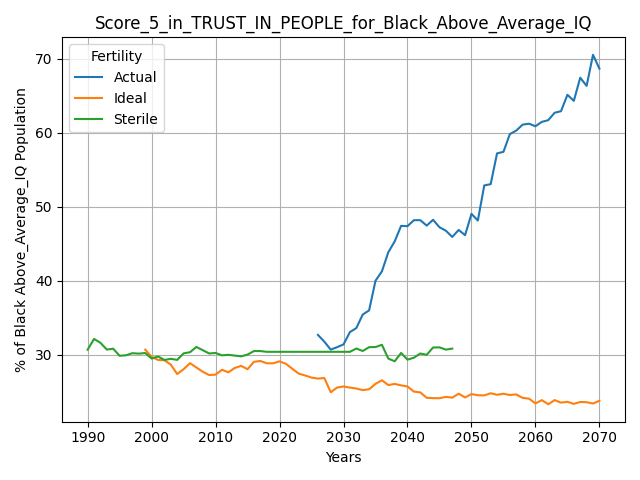 Score_5_in_TRUST_IN_PEOPLE_for_Black_Above_Average_IQ
Fertility
Actual
Ideal
Sterile
% of Black Above_Average_IQ Population
70
60
50
40
30
1990
2000
2010
2020
2030
2040
2050
2060
2070
Years